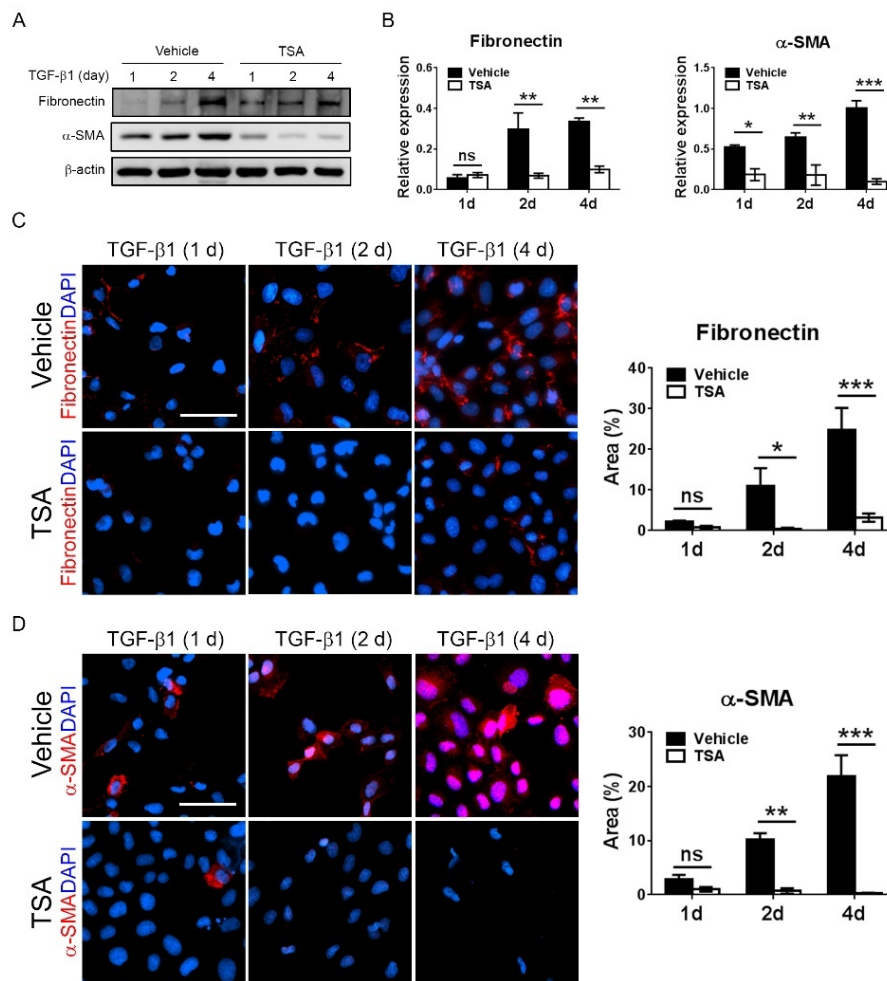 A
Vehicle TSA
TGF-β1 (day) 1 2 4 1 2 4
Fibronectin
α-SMA
β-actin
B
Fibronectin
Relative expression
0.6
0.4
0.2
0.0
Vehicle
TSA
ns
**
**
1d 2d 4d
α-SMA
Relative expression
1.5
1.0
0.5
0.0
Vehicle
TSA
*
**
***
1d 2d 4d
C
TGF-β1 (1 d) TGF-β1 (2 d) TGF-β1 (4 d)
Vehicle
FibronectinDAPI
TSA
FibronectinDAPI
Fibronectin
Area (%)
40
30
20
10
0
Vehicle
TSA
ns
*
***
1d 2d 4d
D
TGF-β1 (1 d) TGF-β1 (2 d) TGF-β1 (4 d)
Vehicle
α-SMADAPI
TSA
α-SMADAPI
α-SMA
Area (%)
30
20
10
0
Vehicle
TSA
ns
**
***
1d 2d 4d